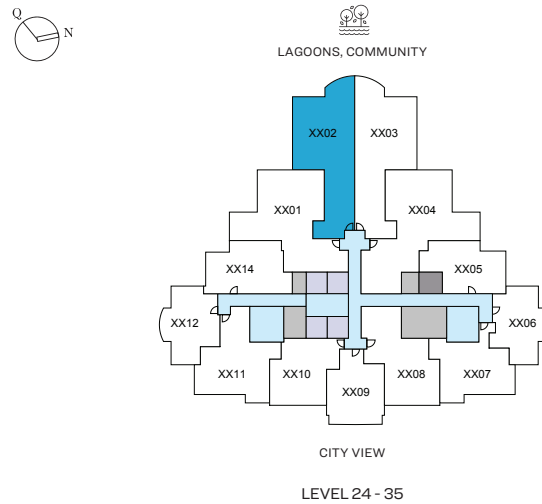 Q
N
LAGOONS, COMMUNITY
XX02
XX03
XX01
XX04
XX14
XX05
XX12
XX06
XX11
XX10
XX09
XX08
XX07
CITY VIEW
LEVEL 24 - 35